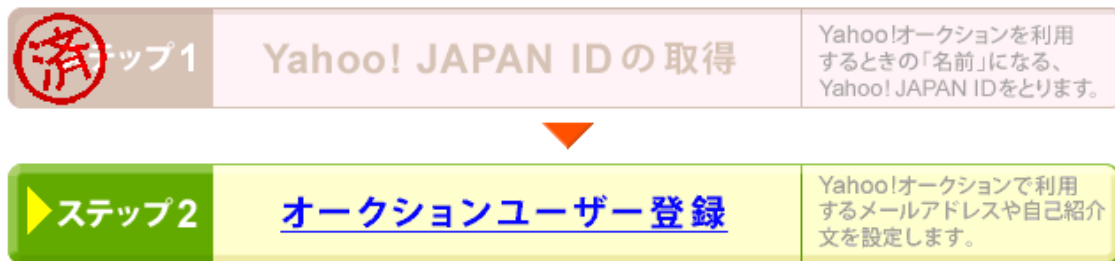 済
テップ1
Yahoo! JAPAN IDの取得
Yahoo!オークションを利用
するときの「名前」になる、
Yahoo! JAPAN IDをとります。
ステップ2
オークションユーザー登録
Yahoo!オークションで利用
するメールアドレスや自己紹介
文を設定します。